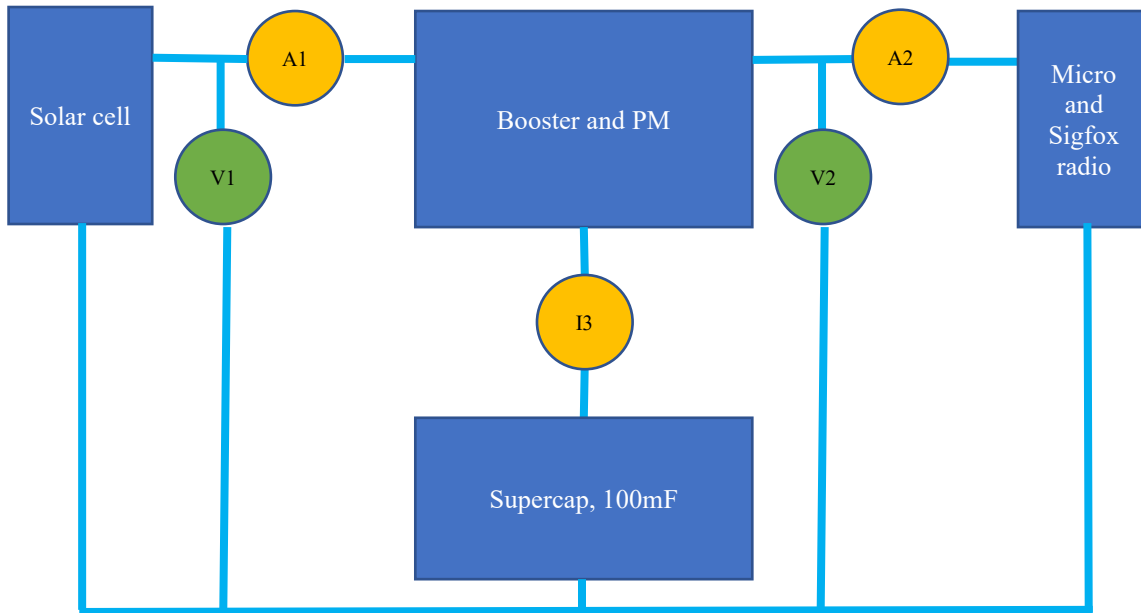 Solar cell
A1
Booster and PM
A2
Micro
and
Sigfox
radio
V1
V2
I3
Supercap, 100mF